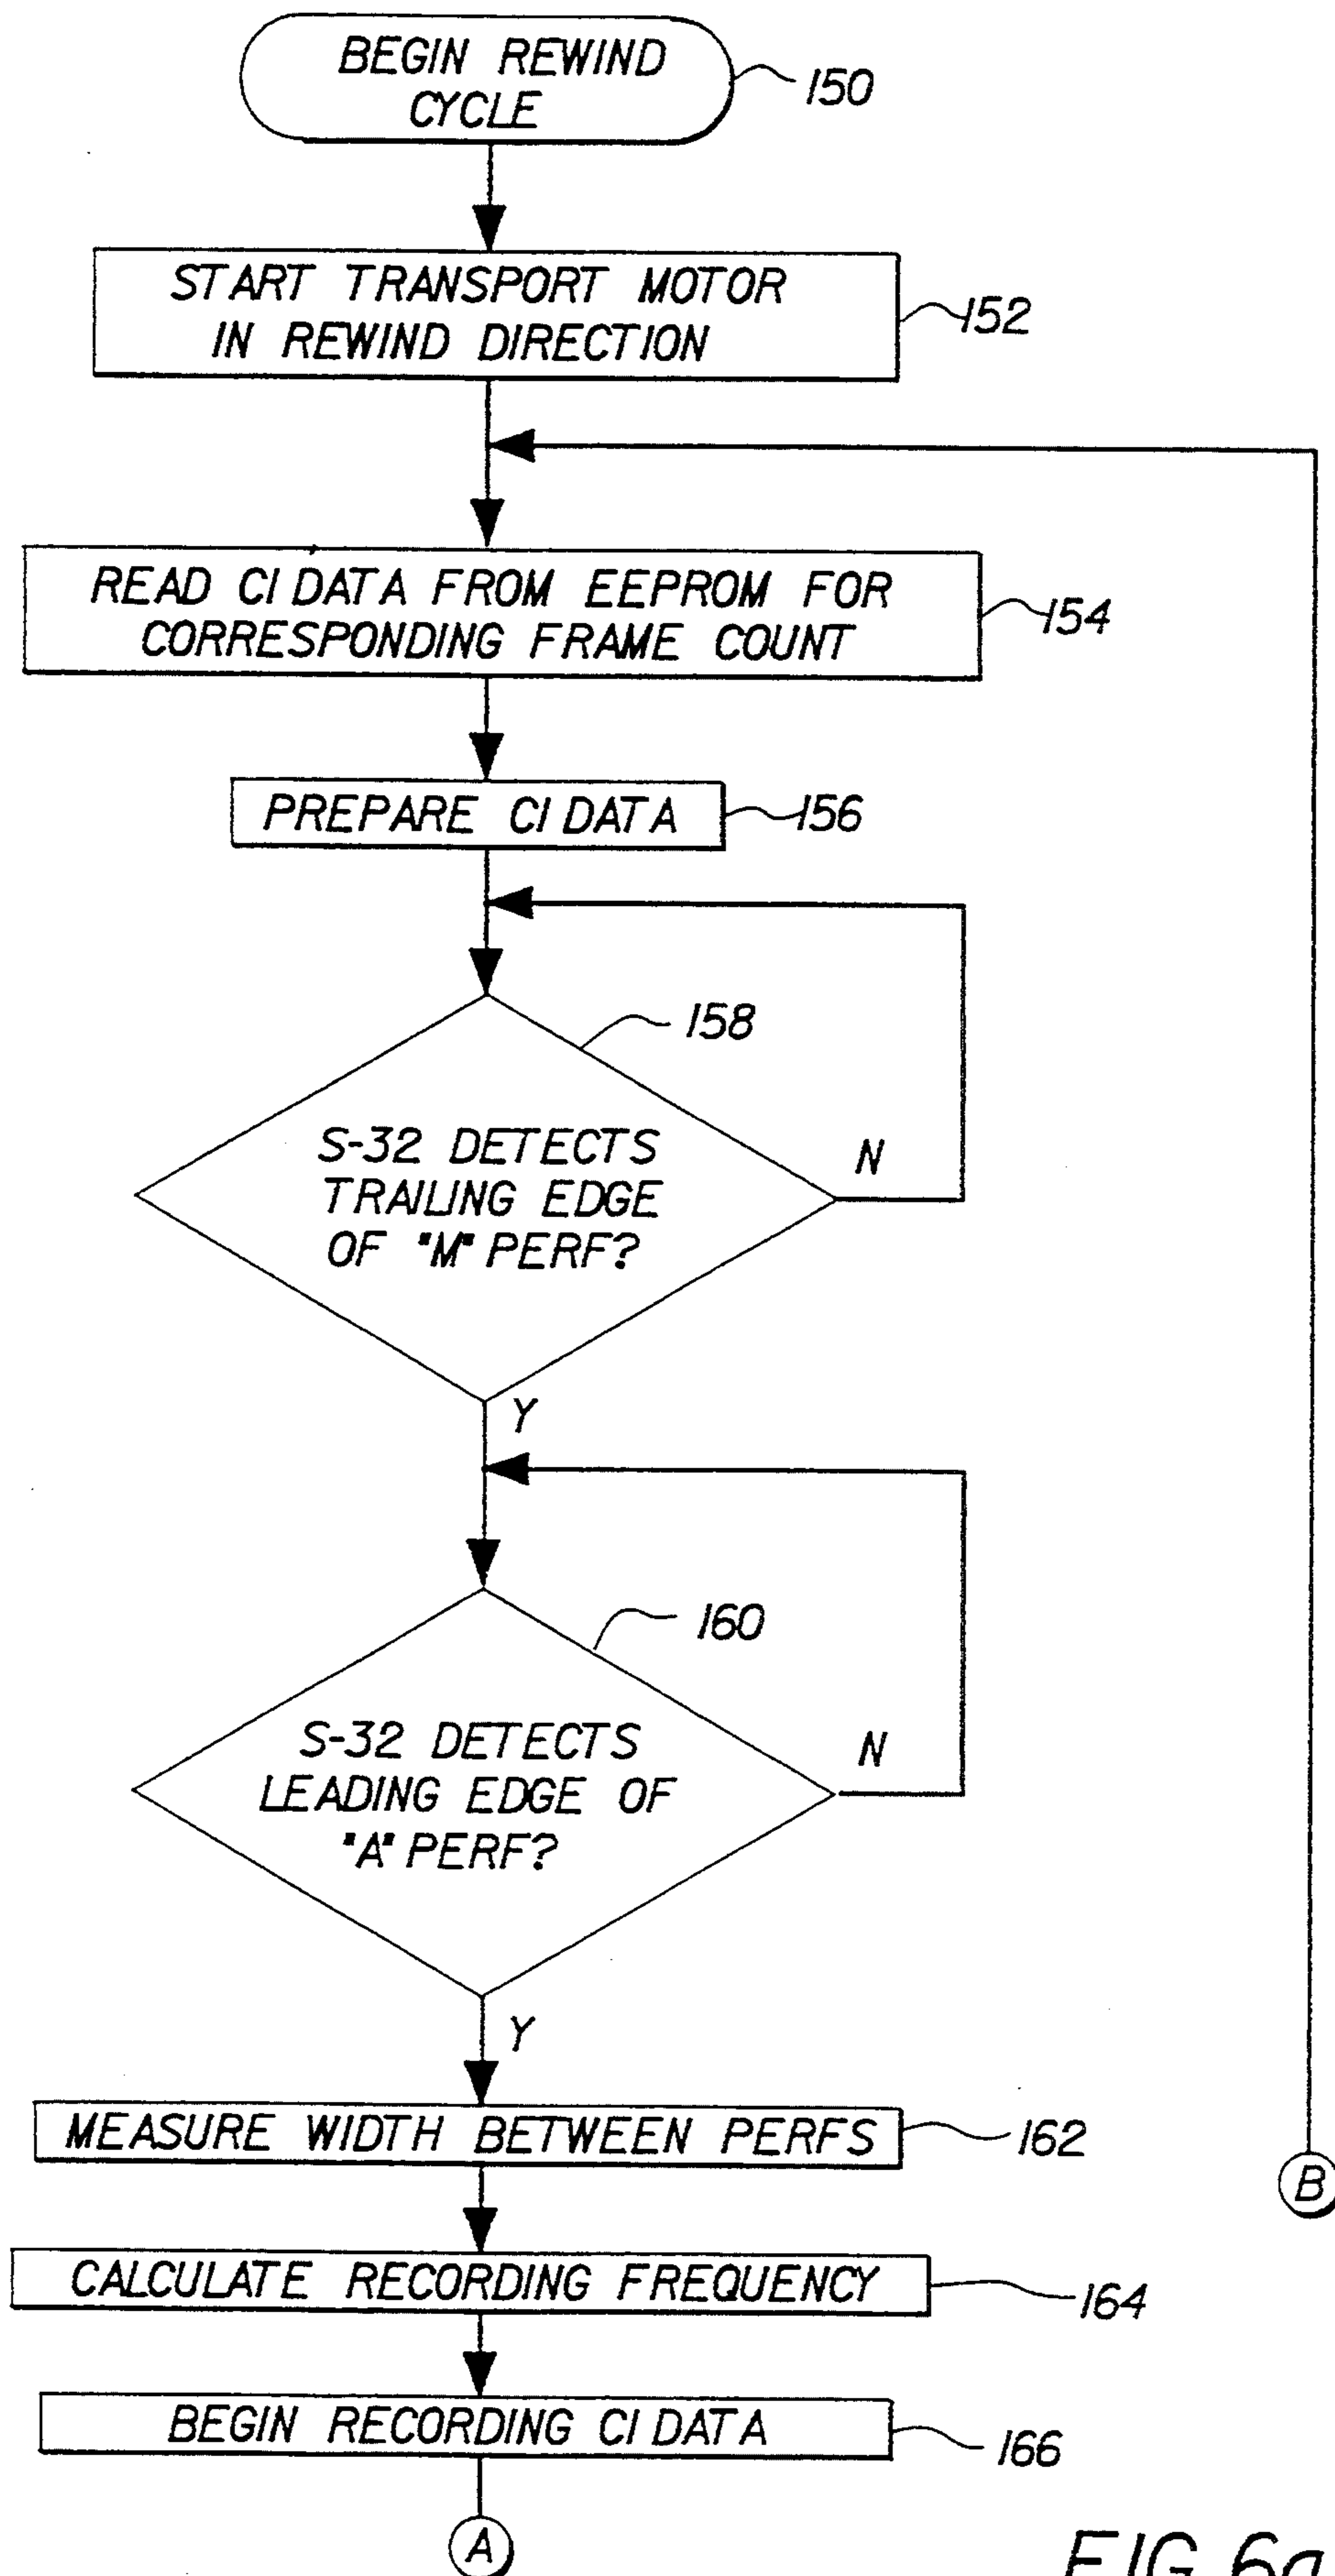 BEGIN REWIND
CYCLE
150
START TRANSPORT MOTOR
IN REWIND DIRECTION
152
READ CI DATA FROM EEPROM FOR
CORRESPONDING FRAME COUNT
154
PREPARE CI DATA
156
158
S-32 DETECTS
TRAILING EDGE
OF "M" PERF?
N
Y
160
S-32 DETECTS
LEADING EDGE OF
"A" PERF?
N
Y
MEASURE WIDTH BETWEEN PERFS
162
B
CALCULATE RECORDING FREQUENCY
164
BEGIN RECORDING CI DATA
166
A
FIG. 6a